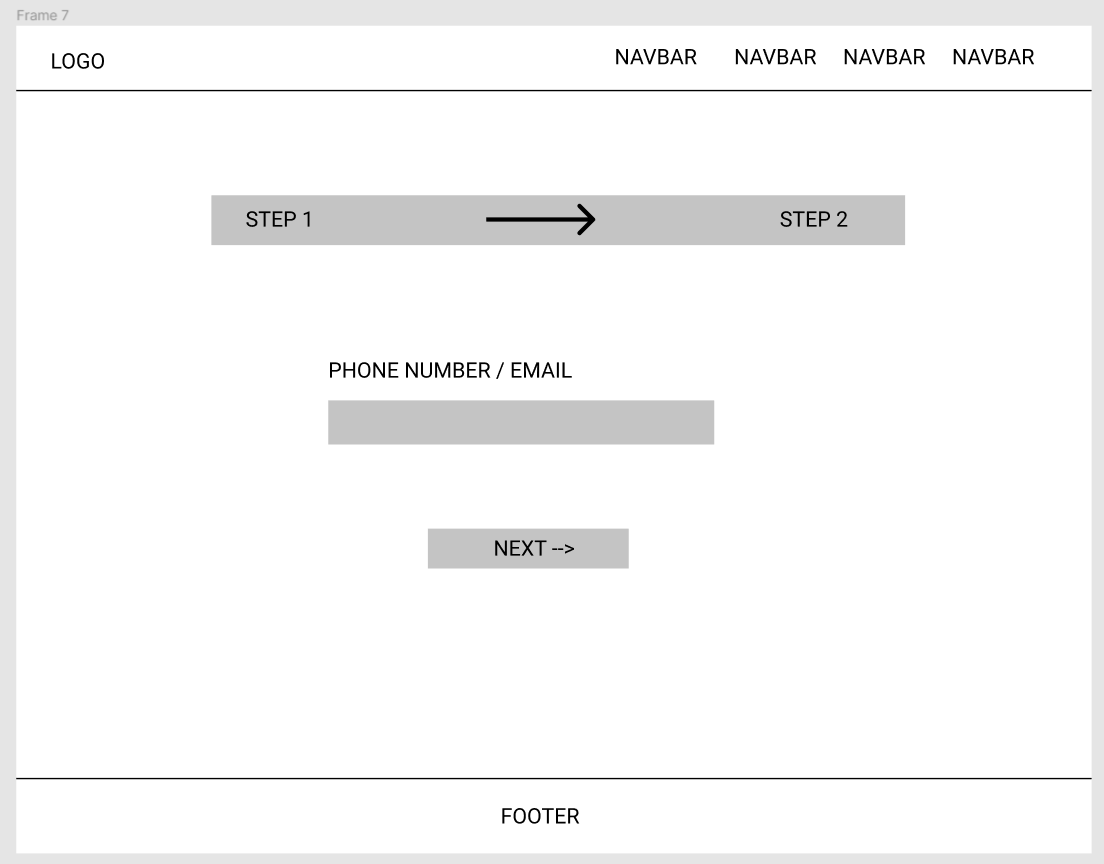 Frame 7
LOGO NAVBAR NAVBAR NAVBAR NAVBAR
STEP 1 STEP 2
PHONE NUMBER / EMAIL
NEXT -->
FOOTER